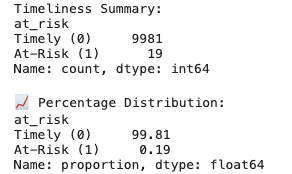 Timeliness Summary:
at_risk
Timely (0)     9981
At-Risk (1)      19
Name: count, dtype: int64
📈 Percentage Distribution:
at_risk
Timely (0)     99.81
At-Risk (1)     0.19
Name: proportion, dtype: float64